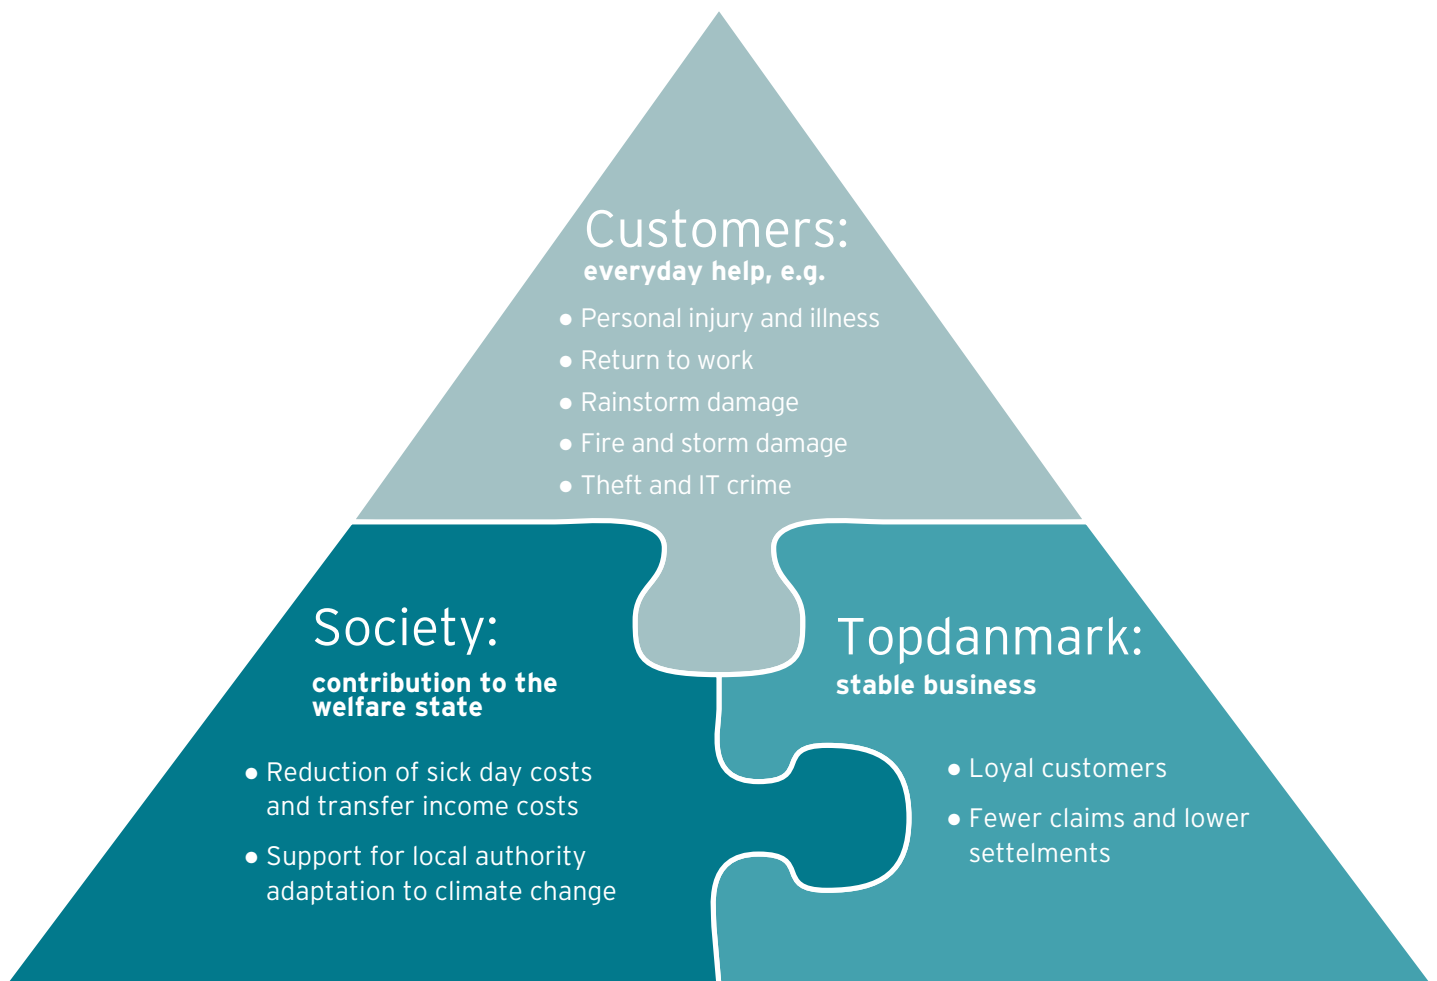 Customers:
everyday help, e.g.
● Personal injury and illness
● Return to work
● Rainstorm damage
● Fire and storm damage
● Theft and IT crime
Society:
contribution to the
welfare state
● Reduction of sick day costs
and transfer income costs
● Support for local authority
adaptation to climate change
Topdanmark:
stable business
● Loyal customers
● Fewer claims and lower
settelments